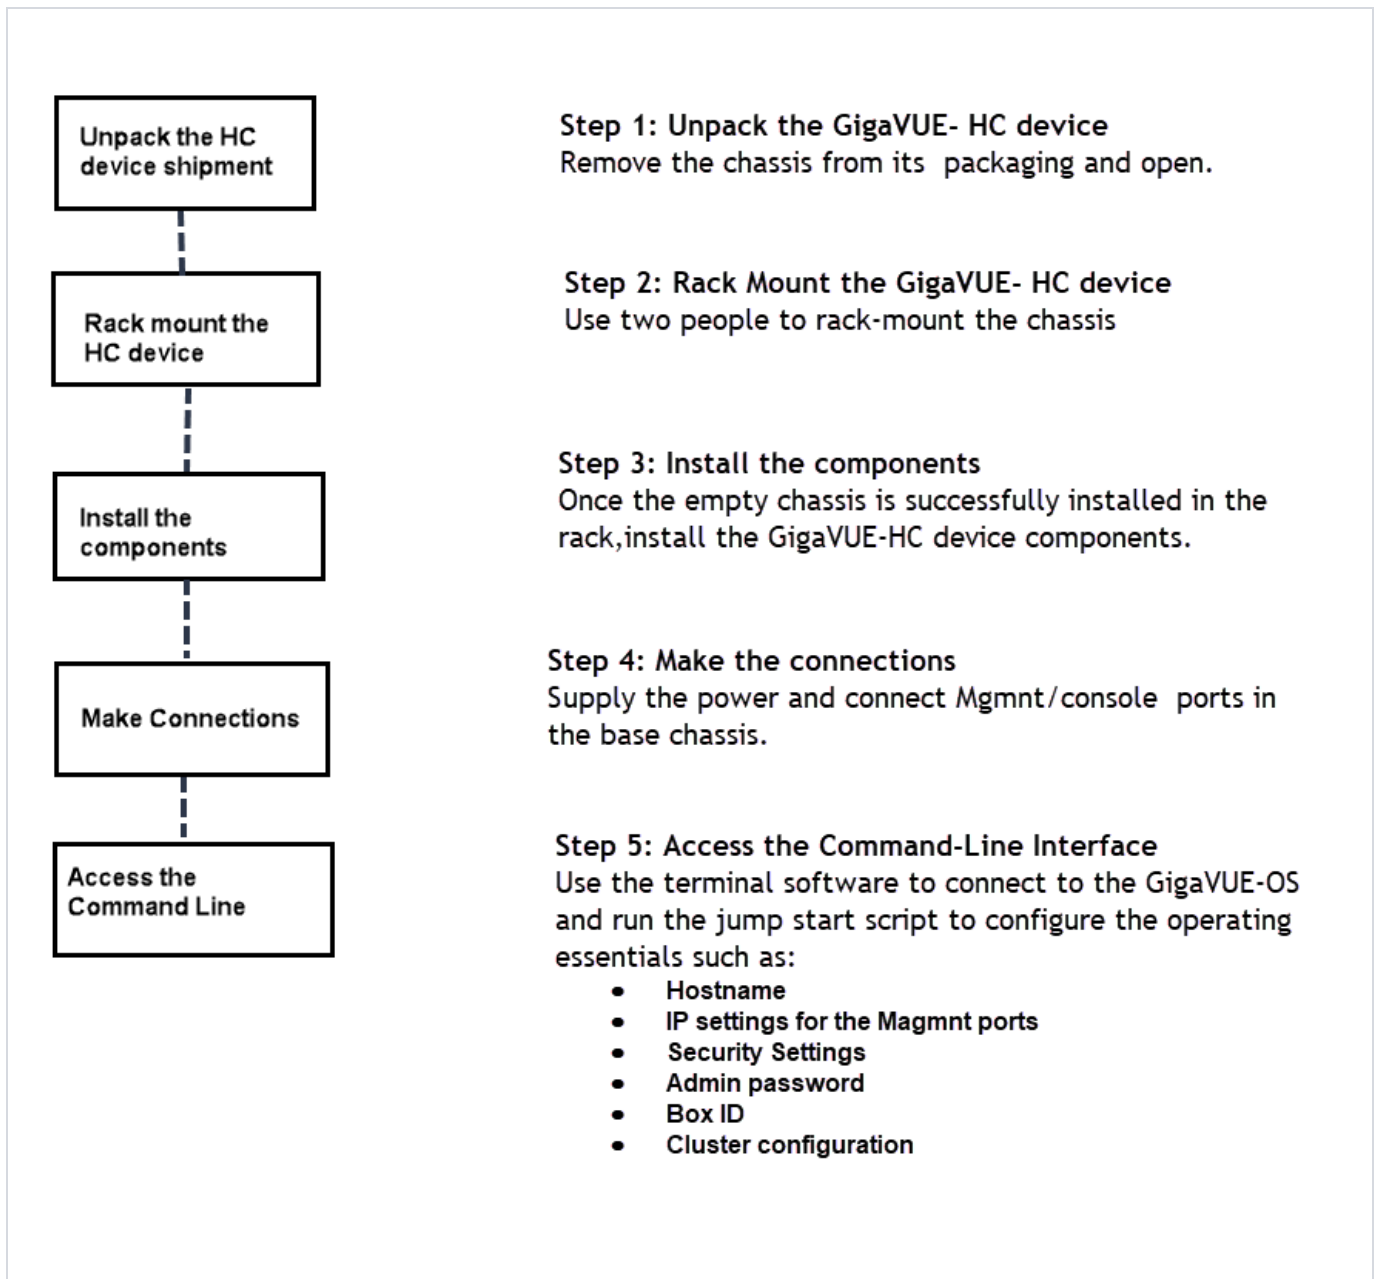 Unpack the HC
device shipment
Step 1: Unpack the GigaVUE- HC device
Remove the chassis from its  packaging and open.
Rack mount the
HC device
Step 2: Rack Mount the GigaVUE- HC device
Use two people to rack-mount the chassis
Install the
components
Step 3: Install the components
Once the empty chassis is successfully installed in the
rack,install the GigaVUE-HC device components.
Make Connections
Step 4: Make the connections
Supply the power and connect Mgmnt/console  ports in
the base chassis.
Access the
Command Line
Step 5: Access the Command-Line Interface
Use the terminal software to connect to the GigaVUE-OS
and run the jump start script to configure the operating
essentials such as:
• Hostname
• IP settings for the Magmnt ports
• Security Settings
• Admin password
• Box ID
• Cluster configuration